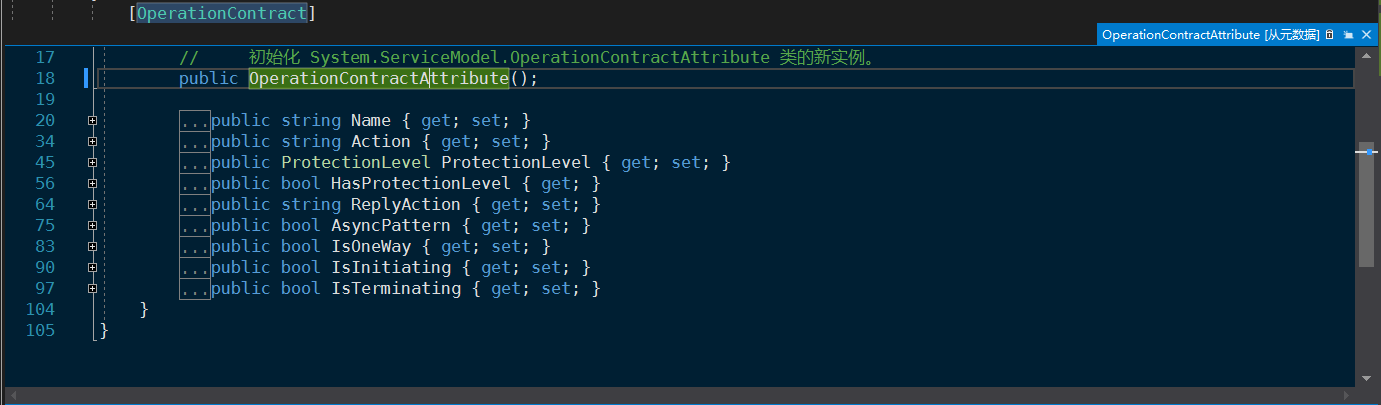 [OperationContract]
OperationContractAttribute [从元数据]
17 //     初始化 System.ServiceModel.OperationContractAttribute 类的新实例。
18 public OperationContractAttribute();
19
20 ...public string Name { get; set; }
34 ...public string Action { get; set; }
45 ...public ProtectionLevel ProtectionLevel { get; set; }
56 ...public bool HasProtectionLevel { get; }
64 ...public string ReplyAction { get; set; }
75 ...public bool AsyncPattern { get; set; }
83 ...public bool IsOneWay { get; set; }
90 ...public bool IsInitiating { get; set; }
97 ...public bool IsTerminating { get; set; }
104 }
105 }